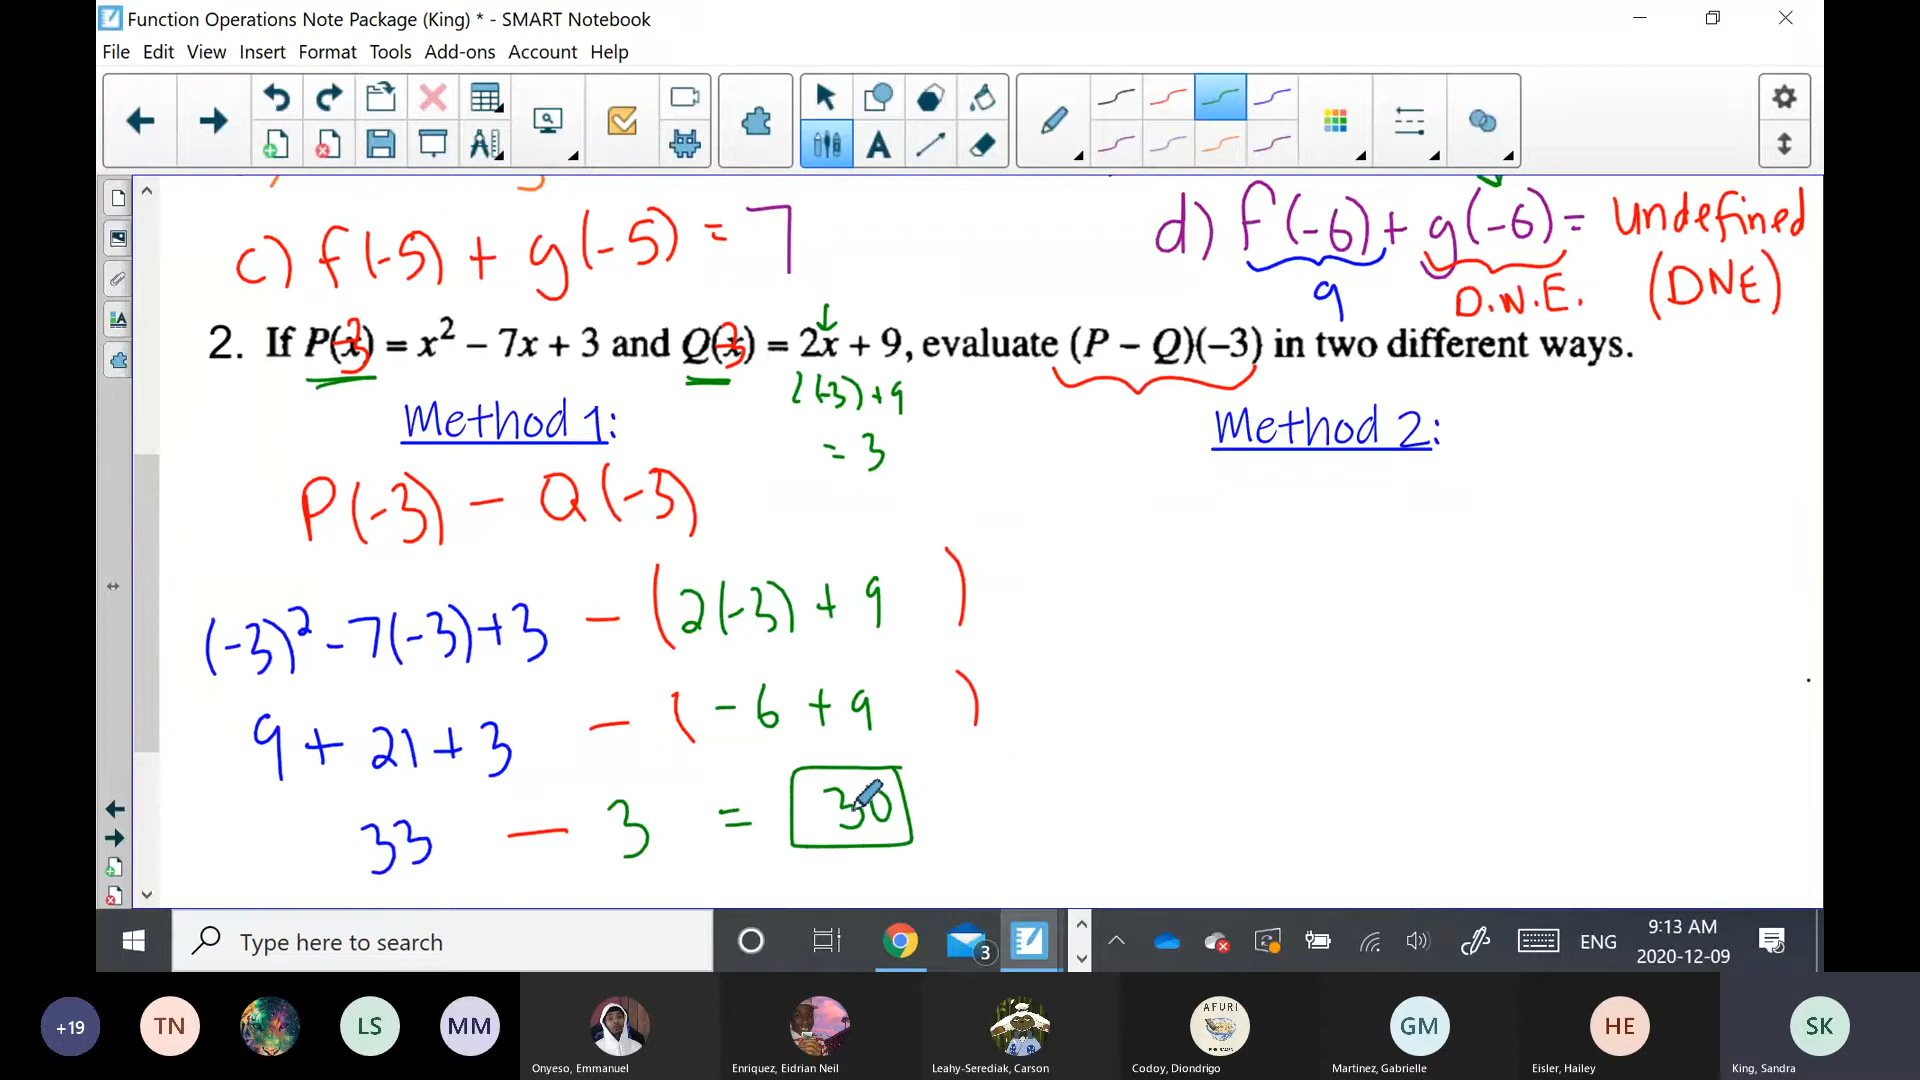 Function Operations Note Package (King) * - SMART Notebook
File Edit View Insert Format Tools Add-ons Account Help
A
c) f(-5) + g(-5) = 7
d) f(-6) + g(-6) = undefined
9 D.N.E. (DNE)
2. If P(x) = x² – 7x + 3 and Q(x) = 2x + 9, evaluate (P – Q)(–3) in two different ways.
-3 -3
2(-3) + 9
= 3
Method 1: Method 2:
P(-3) - Q(-3)
(-3)² - 7(-3) + 3 - (2(-3) + 9)
9 + 21 + 3 - (-6 + 9)
33 - 3 = 30
Type here to search
3
ENG
9:13 AM
2020-12-09
+19 TN LS MM AFURI GM HE SK
Onyeso, Emmanuel
Enriquez, Eidrian Neil
Leahy-Serediak, Carson
Codoy, Diondrigo
Martinez, Gabrielle
Eisler, Hailey
King, Sandra